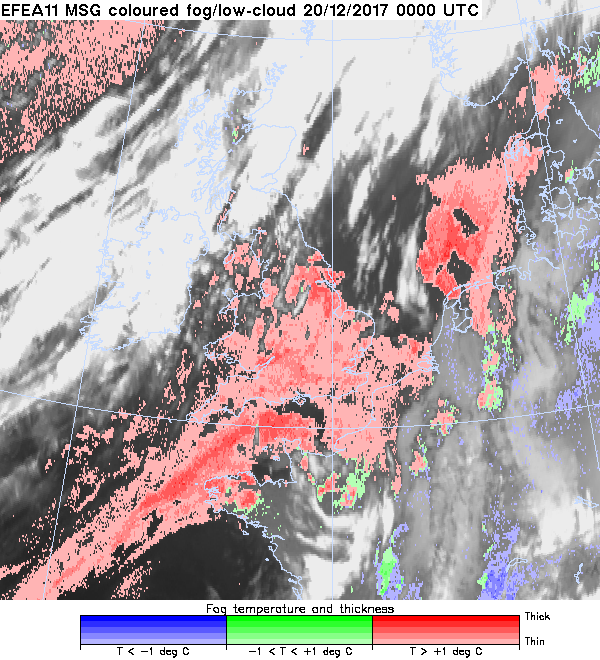 EFEA11 MSG coloured fog/low-cloud 20/12/2017 0000 UTC
Fog temperature and thickness
Thick
Thin
T < -1 deg C
-1 < T < +1 deg C
T > +1 deg C